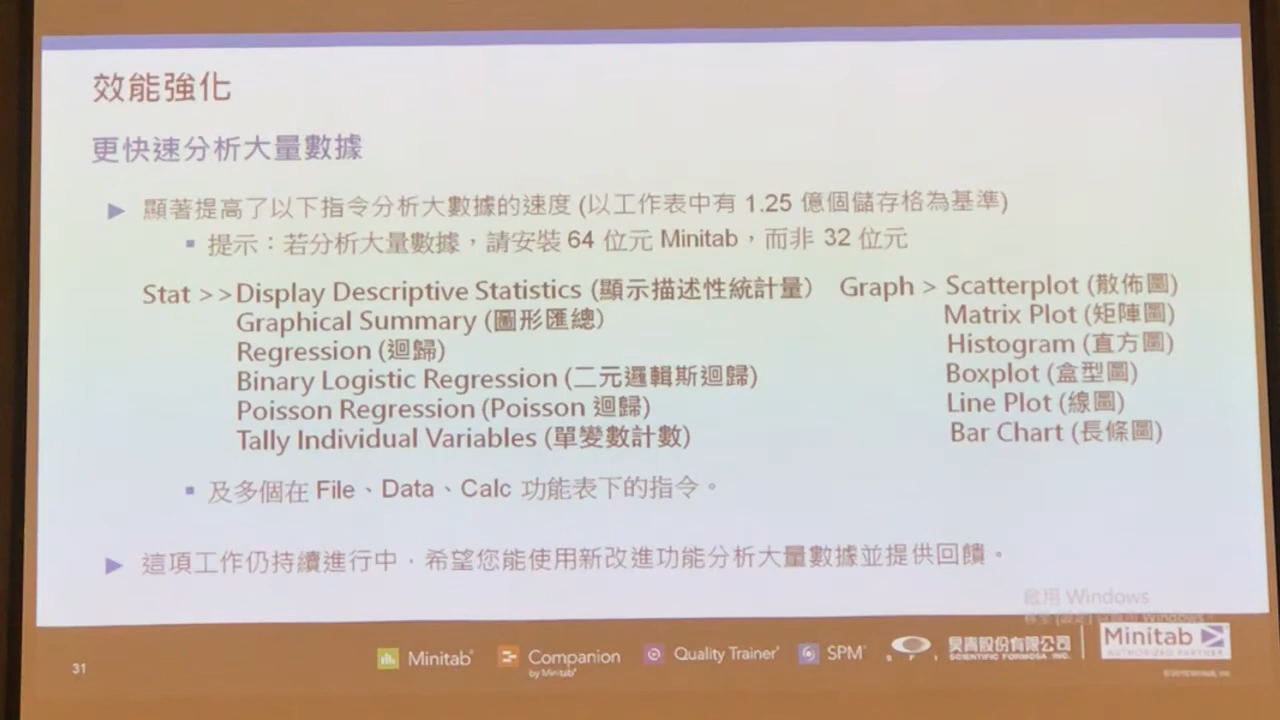 效能強化
更快速分析大量數據
顯著提高了以下指令分析大數據的速度 (以工作表中有 1.25 億個儲存格為基準)
提示：若分析大量數據，請安裝 64 位元 Minitab，而非 32 位元
Stat >> Display Descriptive Statistics (顯示描述性統計量)
Graphical Summary (圖形匯總)
Regression (迴歸)
Binary Logistic Regression (二元邏輯斯迴歸)
Poisson Regression (Poisson 迴歸)
Tally Individual Variables (單變數計數)
Graph > Scatterplot (散佈圖)
Matrix Plot (矩陣圖)
Histogram (直方圖)
Boxplot (盒型圖)
Line Plot (線圖)
Bar Chart (長條圖)
及多個在 File、Data、Calc 功能表下的指令。
這項工作仍持續進行中，希望您能使用新改進功能分析大量數據並提供回饋。
啟用 Windows
31
Minitab
Companion
by Minitab
Quality Trainer
SPM
S F I
昊青股份有限公司
SCIENTIFIC FORMOSA INC.
Minitab
AUTHORIZED PARTNER